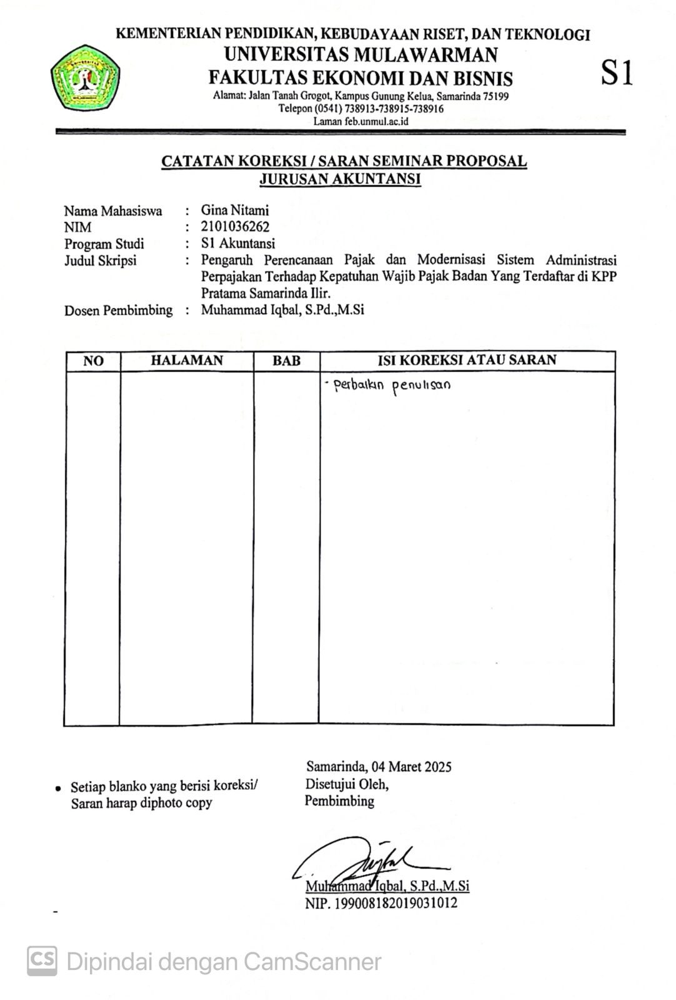 KEMENTERIAN PENDIDIKAN, KEBUDAYAAN RISET, DAN TEKNOLOGI
UNIVERSITAS MULAWARMAN
FAKULTAS EKONOMI DAN BISNIS
S1
Alamat: Jalan Tanah Grogot, Kampus Gunung Kelua, Samarinda 75199
Telepon (0541) 738913-738915-738916
Laman feb.unmul.ac.id
CATATAN KOREKSI / SARAN SEMINAR PROPOSAL
JURUSAN AKUNTANSI
Nama Mahasiswa : Gina Nitami
NIM : 2101036262
Program Studi : S1 Akuntansi
Judul Skripsi : Pengaruh Perencanaan Pajak dan Modernisasi Sistem Administrasi
Perpajakan Terhadap Kepatuhan Wajib Pajak Badan Yang Terdaftar di KPP
Pratama Samarinda Ilir.
Dosen Pembimbing : Muhammad Iqbal, S.Pd.,M.Si
NO HALAMAN BAB ISI KOREKSI ATAU SARAN
- Perbaikin penulisan
Samarinda, 04 Maret 2025
• Setiap blanko yang berisi koreksi/
Saran harap diphoto copy
Disetujui Oleh,
Pembimbing
Muhammad Iqbal, S.Pd.,M.Si
NIP. 199008182019031012
-
CS Dipindai dengan CamScanner